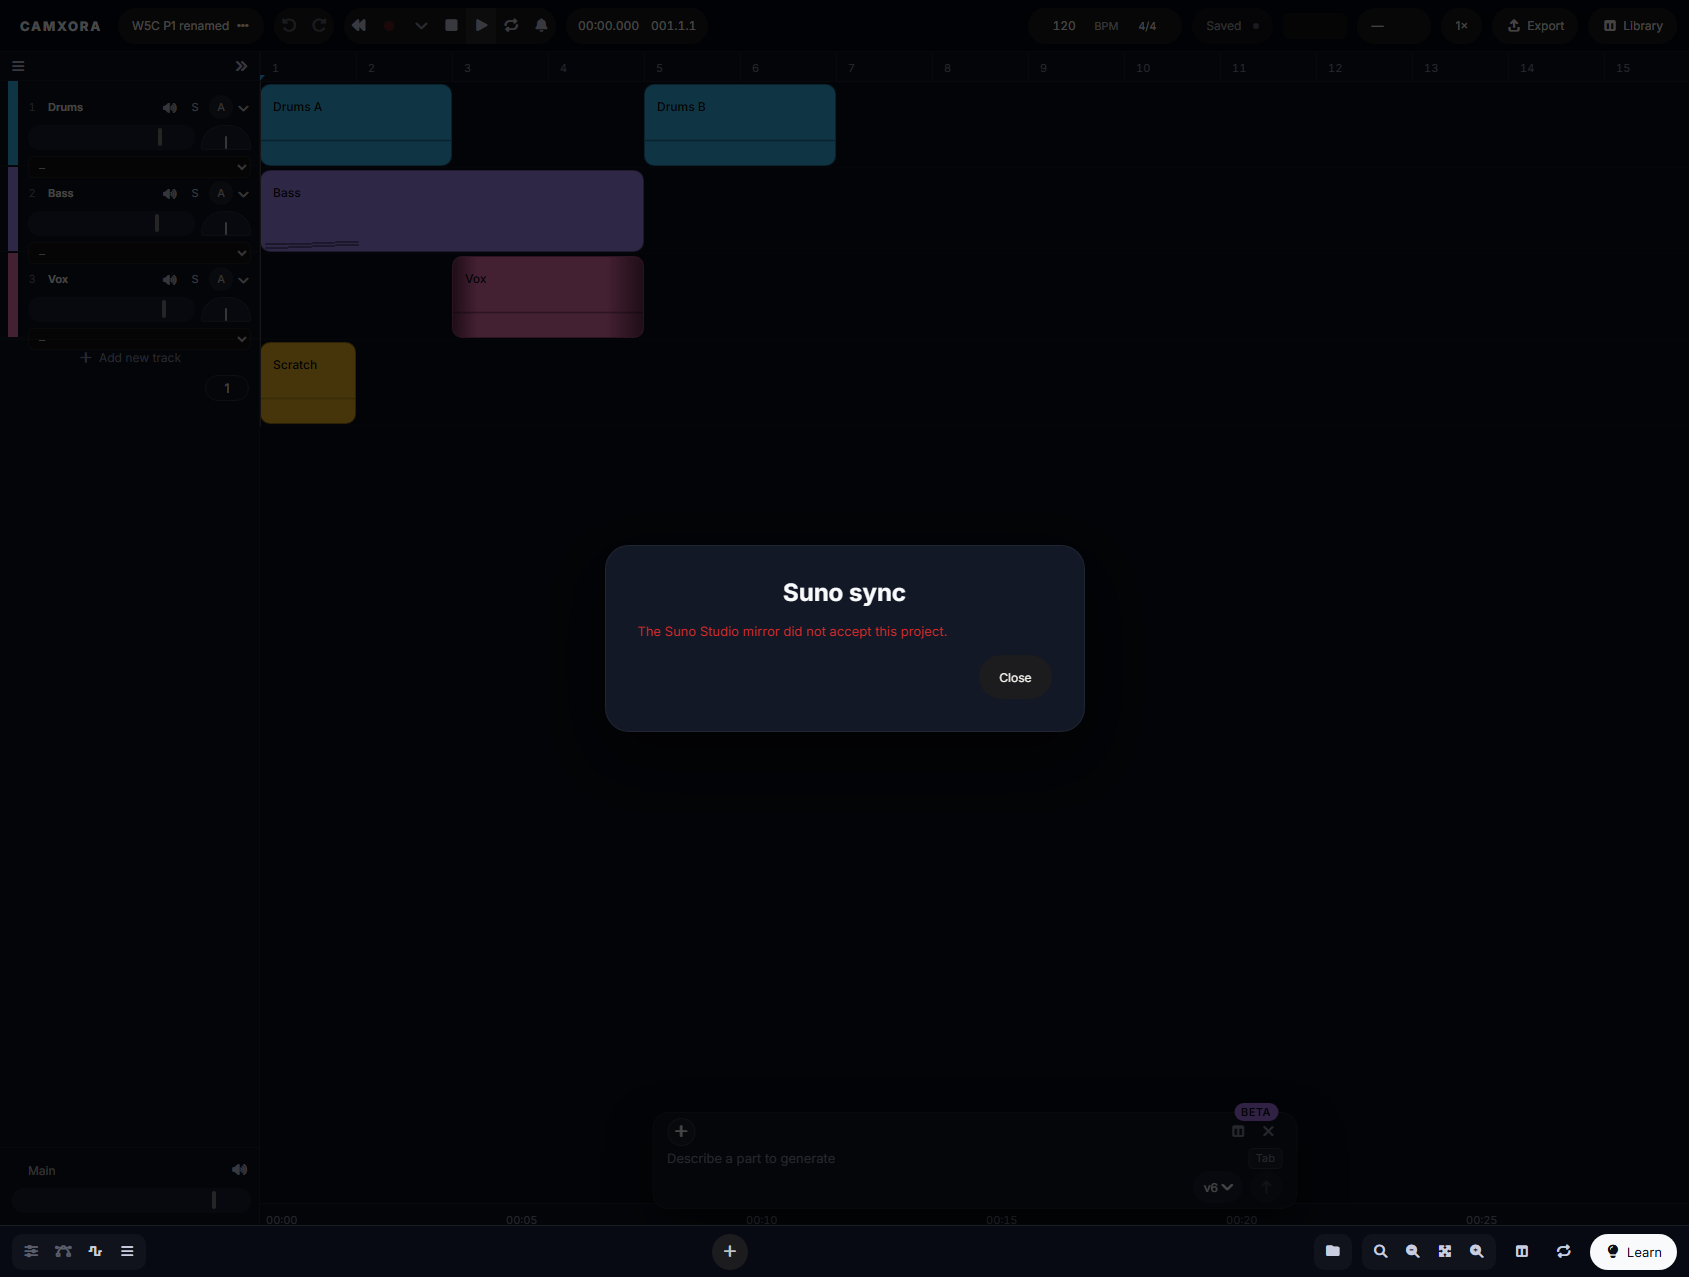 CAMXORA
W5C P1 renamed
00:00.000 001.1.1
120 BPM 4/4
Saved
1×
Export
Library
1 2 3 4 5 6 7 8 9 10 11 12 13 14 15
1 Drums S A
–
2 Bass S A
–
3 Vox S A
–
Add new track
1
Drums A
Drums B
Bass
Vox
Scratch
Suno sync
The Suno Studio mirror did not accept this project.
Close
BETA
Describe a part to generate
Tab
v6
Main
00:00 00:05 00:10 00:15 00:20 00:25
Learn